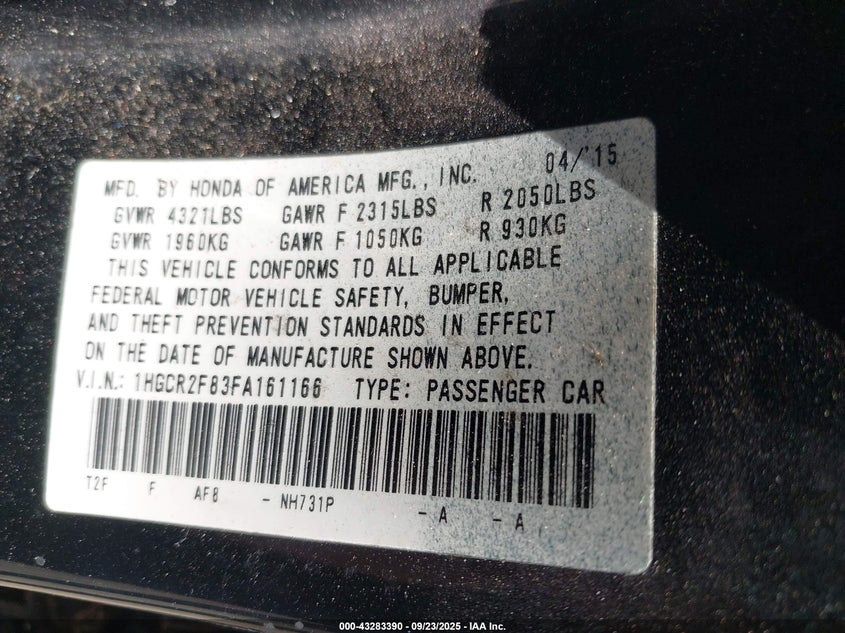 MFD. BY HONDA OF AMERICA MFG., INC. 04/'15
GVWR 4321LBS GAWR F 2315LBS R 2050LBS
GVWR 1960KG GAWR F 1050KG R 930KG
THIS VEHICLE CONFORMS TO ALL APPLICABLE
FEDERAL MOTOR VEHICLE SAFETY, BUMPER,
AND THEFT PREVENTION STANDARDS IN EFFECT
ON THE DATE OF MANUFACTURE SHOWN ABOVE.
V.I.N.: 1HGCR2F83FA161166 TYPE: PASSENGER CAR
T2F F AF8 - NH731P - A - A
000-43283390 - 09/23/2025 - IAA Inc.